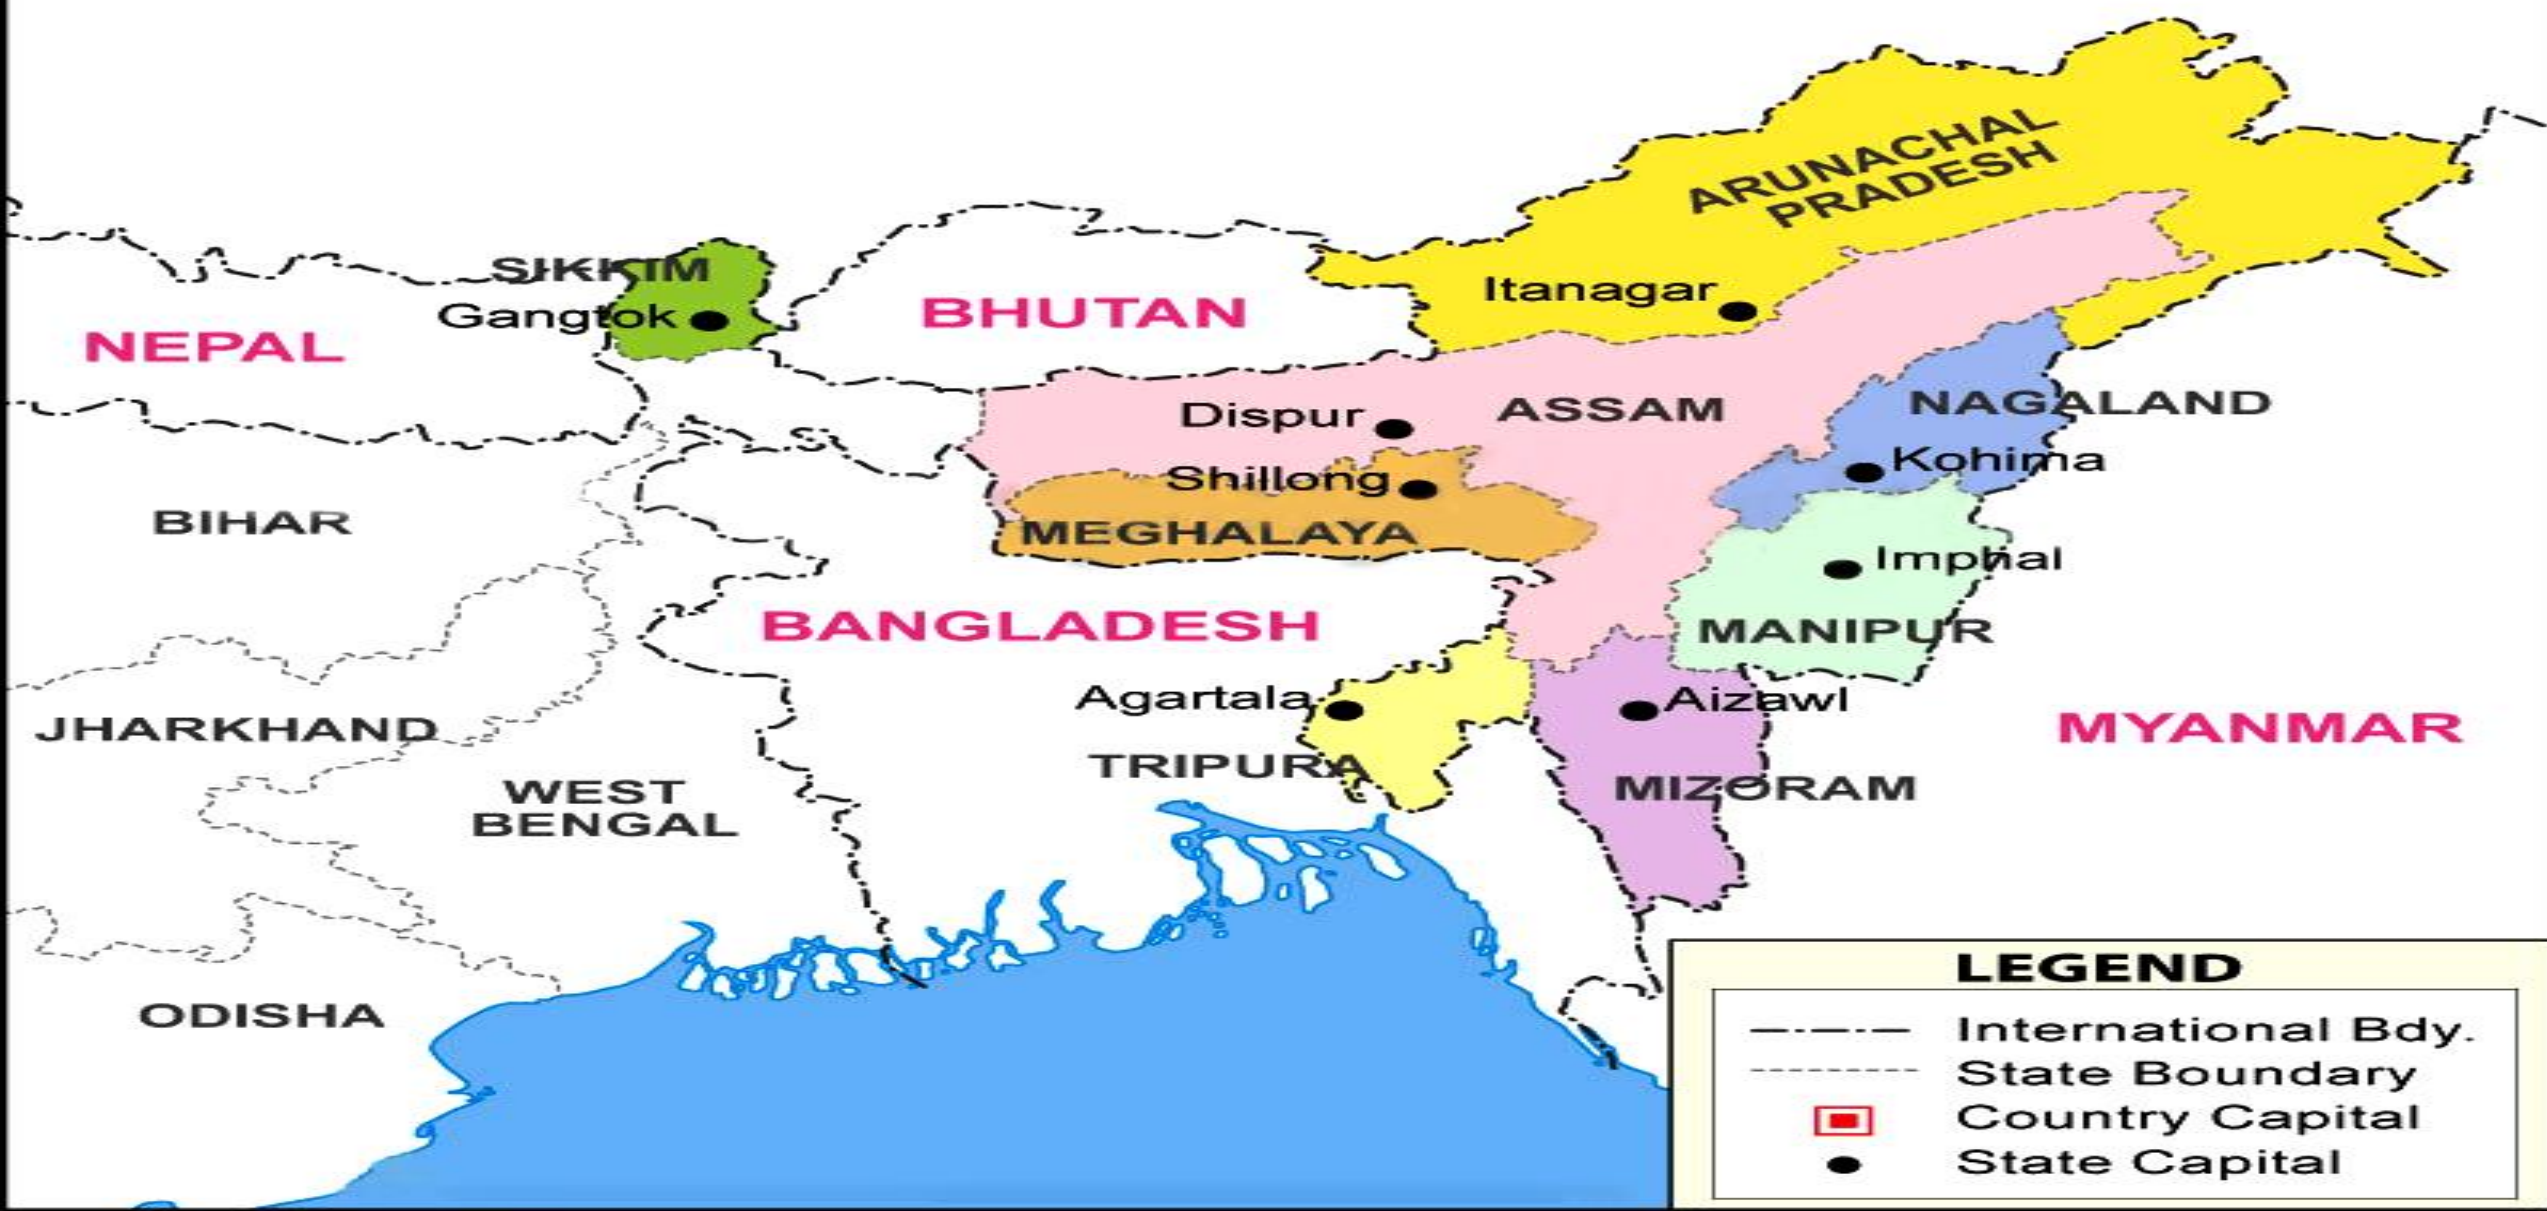 ARUNACHAL
PRADESH
SIKKIM
Itanagar
Gangtok
BHUTAN
NEPAL
Dispur
ASSAM
NAGALAND
Kohima
Shillong
BIHAR
MEGHALAYA
Imphal
BANGLADESH
MANIPUR
Agartala
Aizawl
JHARKHAND
MYANMAR
TRIPURA
MIZORAM
WEST
BENGAL
ODISHA
LEGEND
International Bdy.
State Boundary
Country Capital
State Capital